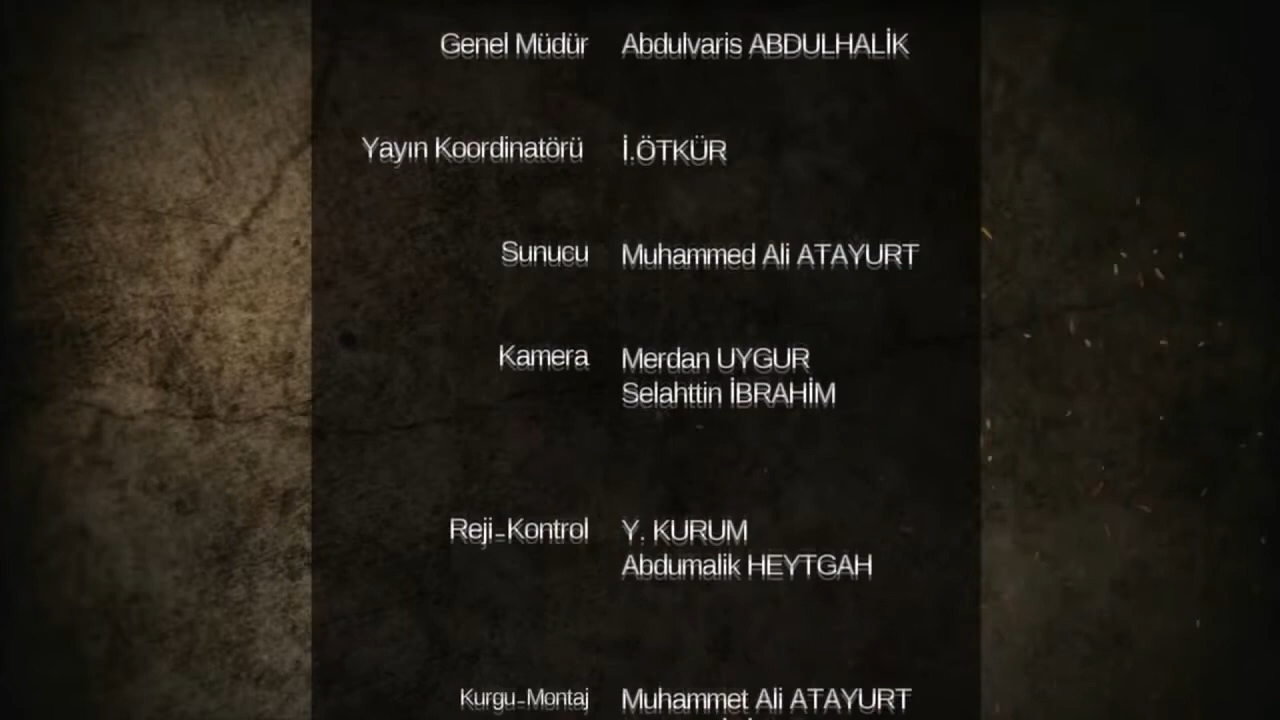 Genel Müdür Abdulvaris ABDULHALİK
Yayın Koordinatörü İ.ÖTKÜR
Sunucu Muhammed Ali ATAYURT
Kamera Merdan UYGUR
Selahttin İBRAHİM
Reji-Kontrol Y. KURUM
Abdumalik HEYTGAH
Kurgu-Montaj Muhammet Ali ATAYURT